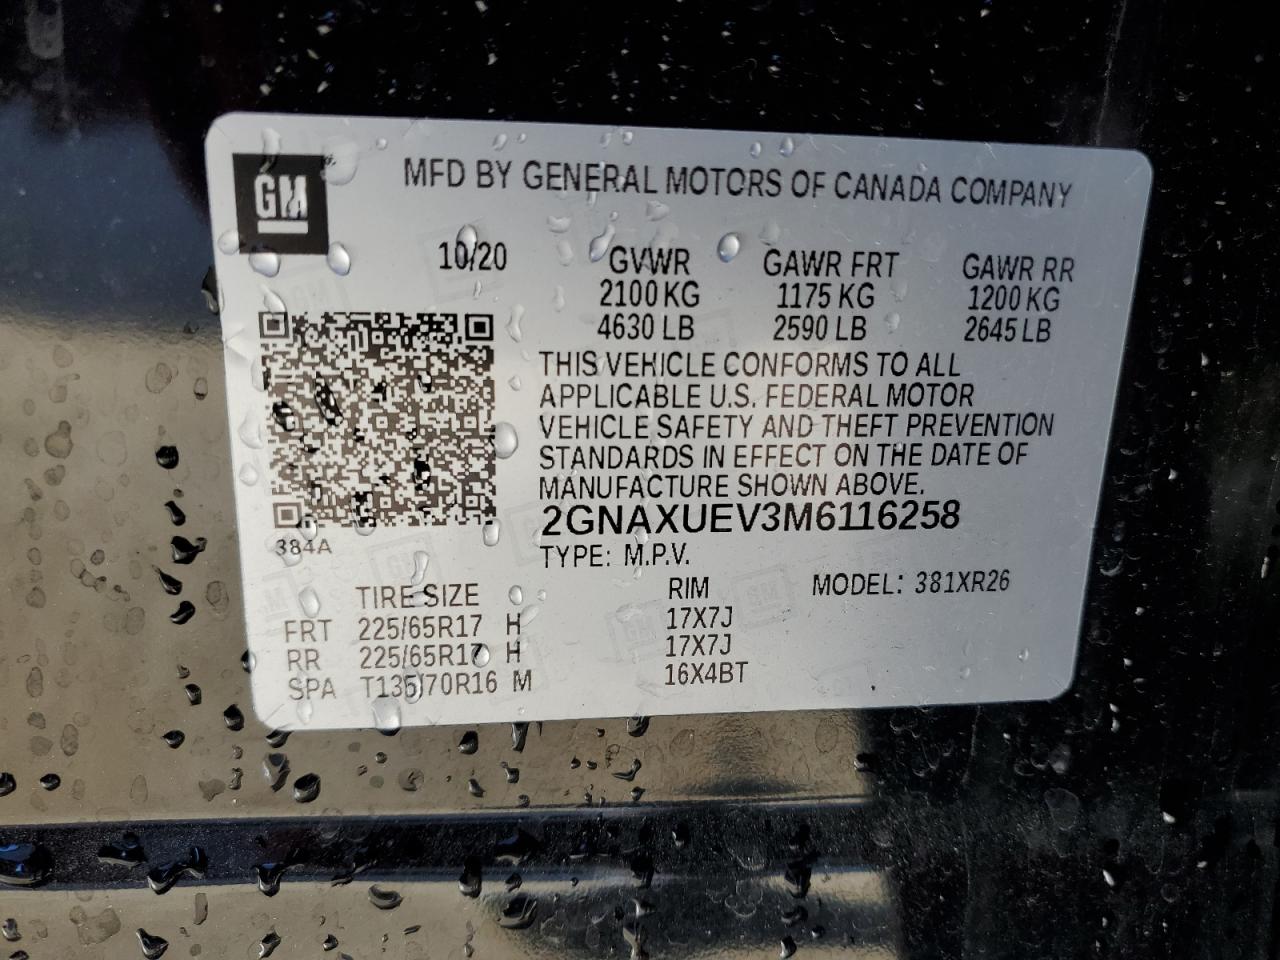 GM
MFD BY GENERAL MOTORS OF CANADA COMPANY
10/20
GVWR GAWR FRT GAWR RR
2100 KG 1175 KG 1200 KG
4630 LB 2590 LB 2645 LB
THIS VEHICLE CONFORMS TO ALL
APPLICABLE U.S. FEDERAL MOTOR
VEHICLE SAFETY AND THEFT PREVENTION
STANDARDS IN EFFECT ON THE DATE OF
MANUFACTURE SHOWN ABOVE.
2GNAXUEV3M6116258
384A
TYPE: M.P.V.
TIRE SIZE RIM MODEL: 381XR26
FRT 225/65R17 H 17X7J
RR 225/65R17 H 17X7J
SPA T135/70R16 M 16X4BT